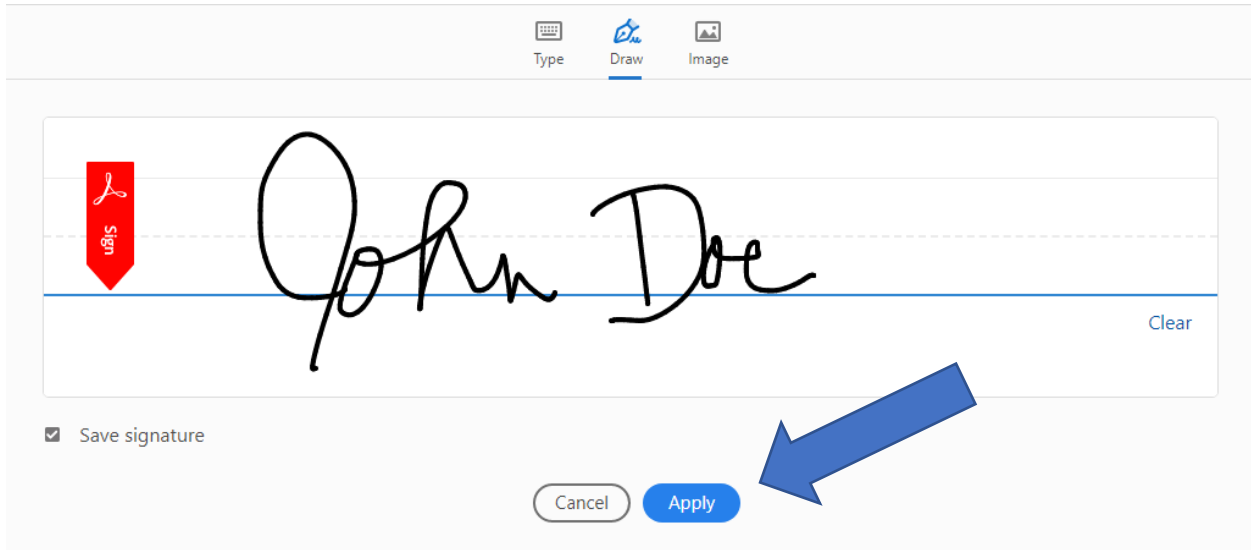 Type Draw Image
Sign
John Doe
Clear
Save signature
Cancel Apply